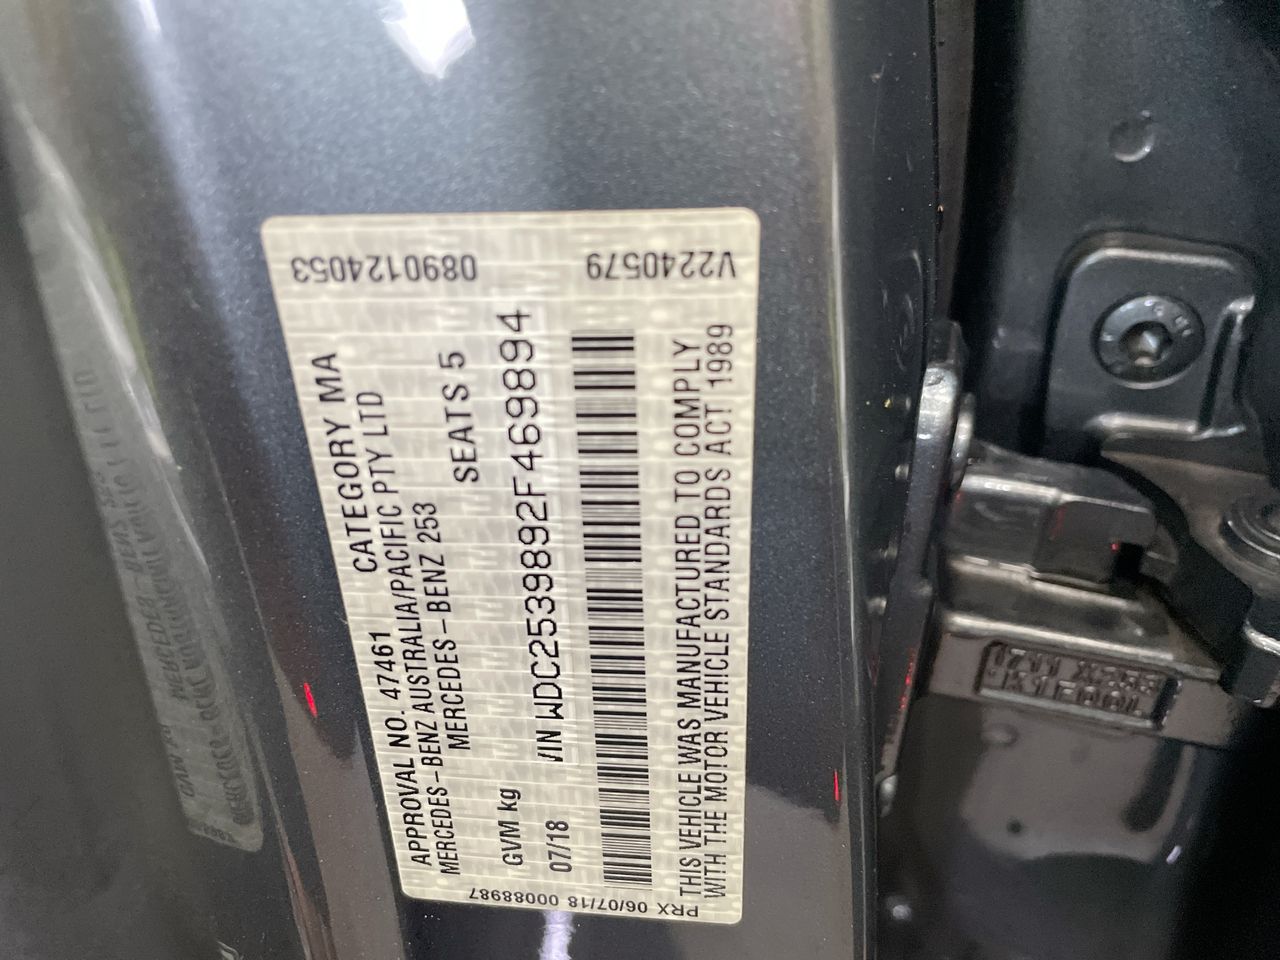 0890124053
V2240579
APPROVAL NO. 47461 CATEGORY MA
MERCEDES-BENZ AUSTRALIA/PACIFIC PTY LTD
MERCEDES-BENZ 253 SEATS 5
GVM kg
07/18 VIN WDC2539892F469894
THIS VEHICLE WAS MANUFACTURED TO COMPLY
WITH THE MOTOR VEHICLE STANDARDS ACT 1989
PRX 06/07/18 00088987